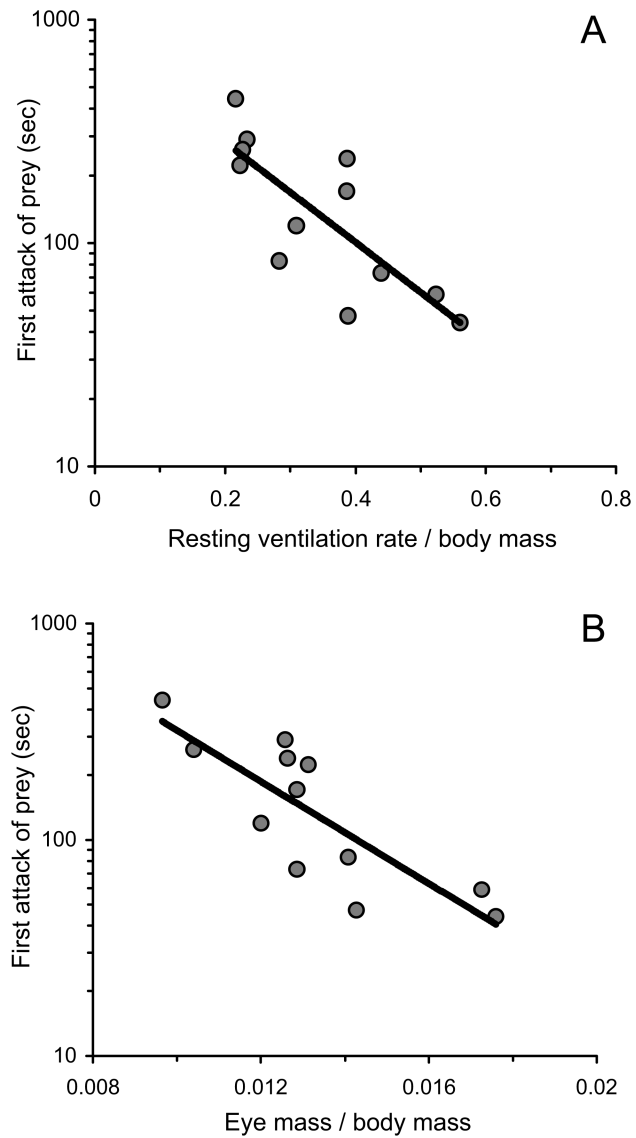 A
1000
100
10
First attack of prey (sec)
0 0.2 0.4 0.6 0.8
Resting ventilation rate / body mass
B
1000
100
10
First attack of prey (sec)
0.008 0.012 0.016 0.02
Eye mass / body mass